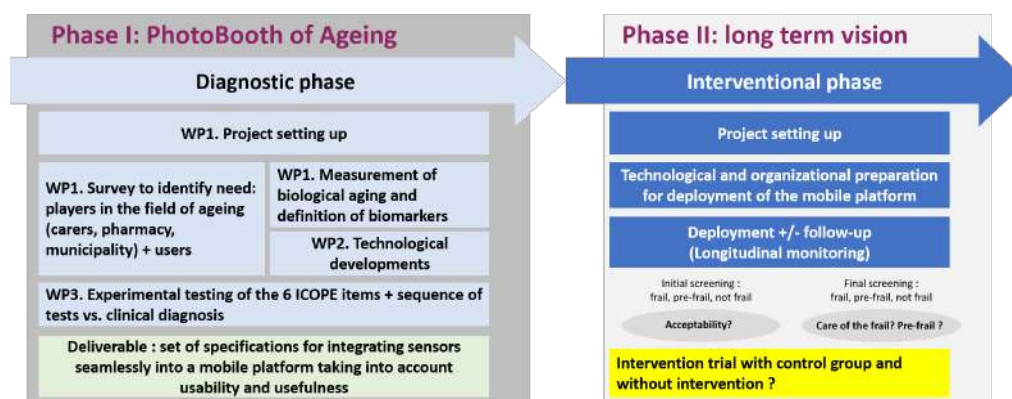 Phase I: PhotoBooth of Ageing
Diagnostic phase
WP1. Project setting up
WP1. Survey to identify need:
players in the field of ageing
(carers, pharmacy,
municipality) + users
WP1. Measurement of
biological aging and
definition of biomarkers
WP2. Technological
developments
WP3. Experimental testing of the 6 ICOPE items + sequence of
tests vs. clinical diagnosis
Deliverable : set of specifications for integrating sensors
seamlessly into a mobile platform taking into account
usability and usefulness
Phase II: long term vision
Interventional phase
Project setting up
Technological and organizational preparation
for deployment of the mobile platform
Deployment +/- follow-up
(Longitudinal monitoring)
Initial screening :
frail, pre-frail, not frail
Acceptability?
Final screening :
frail, pre-frail, not frail
Care of the frail? Pre-frail ?
Intervention trial with control group and
without intervention ?